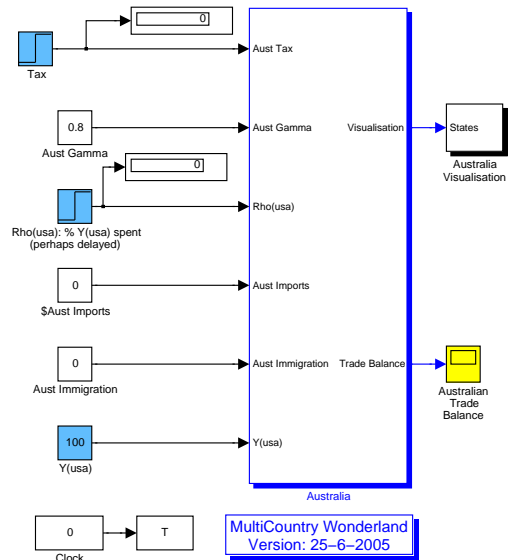 0
Tax
Aust Tax
0.8
Aust Gamma
Aust Gamma
Visualisation
States
Australia
Visualisation
0
Rho(usa)
Rho(usa): % Y(usa) spent
(perhaps delayed)
0
$Aust Imports
Aust Imports
0
Aust Immigration
Aust Immigration
Trade Balance
Australian
Trade
Balance
100
Y(usa)
Y(usa)
Australia
0
Clock
T
MultiCountry Wonderland
Version: 25−6−2005